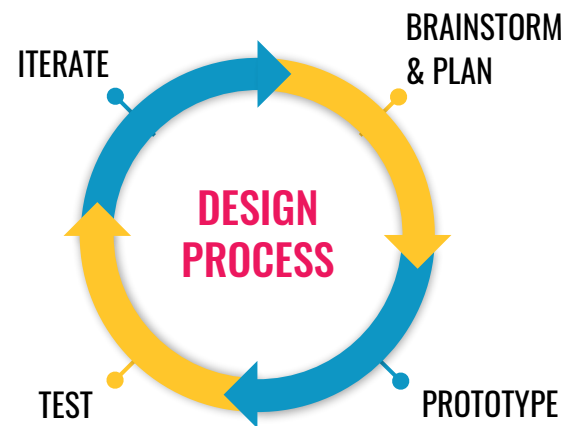 BRAINSTORM
& PLAN
ITERATE
DESIGN
PROCESS
TEST
PROTOTYPE